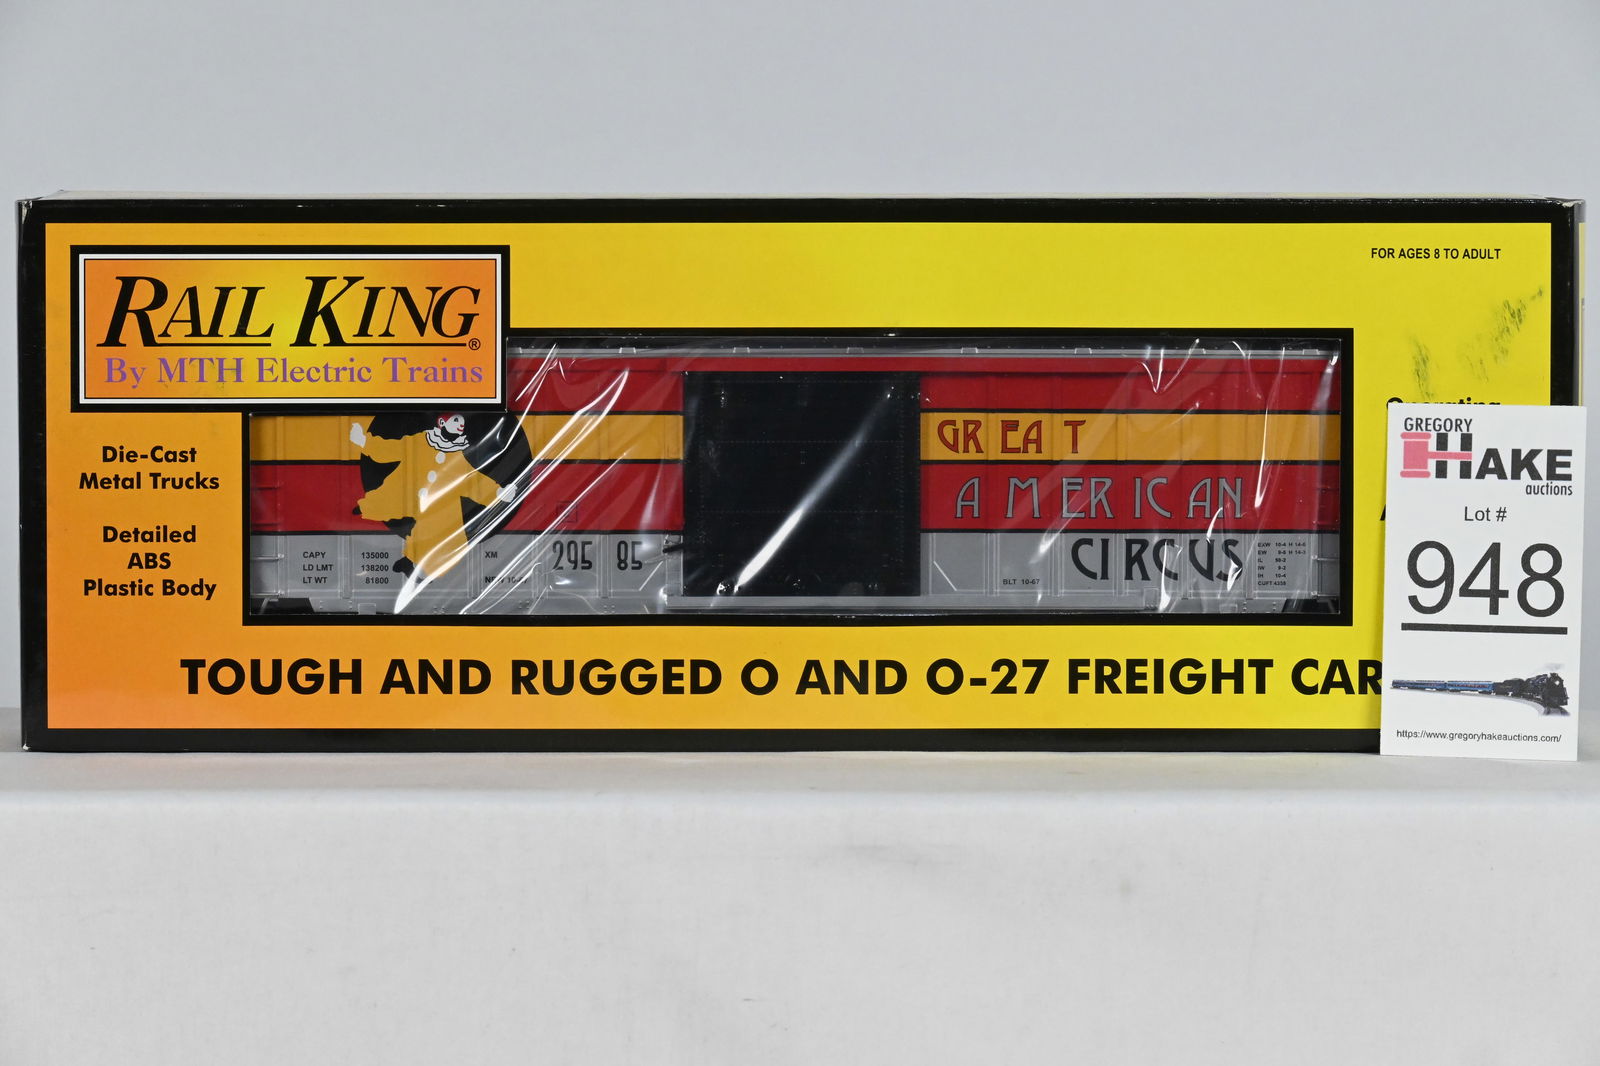 RAIL KING®
By MTH Electric Trains
FOR AGES 8 TO ADULT
Die-Cast
Metal Trucks
Detailed
ABS
Plastic Body
GREAT
AMERICAN
CIRCUS
CAPY 135000
LD LMT 138200
LT WT 81800
XM
29585
BLT 10-67
TOUGH AND RUGGED O AND O-27 FREIGHT CAR
GREGORY
HAKE
auctions
Lot #
948
https://www.gregoryhakeauctions.com/